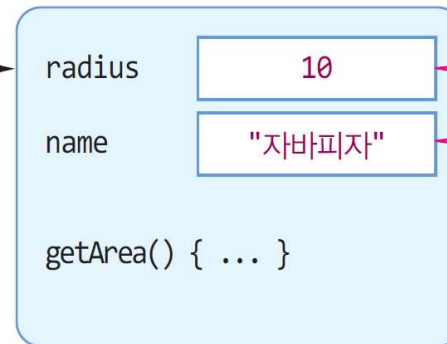 radius 10
name "자바피자"
getArea() { ... }